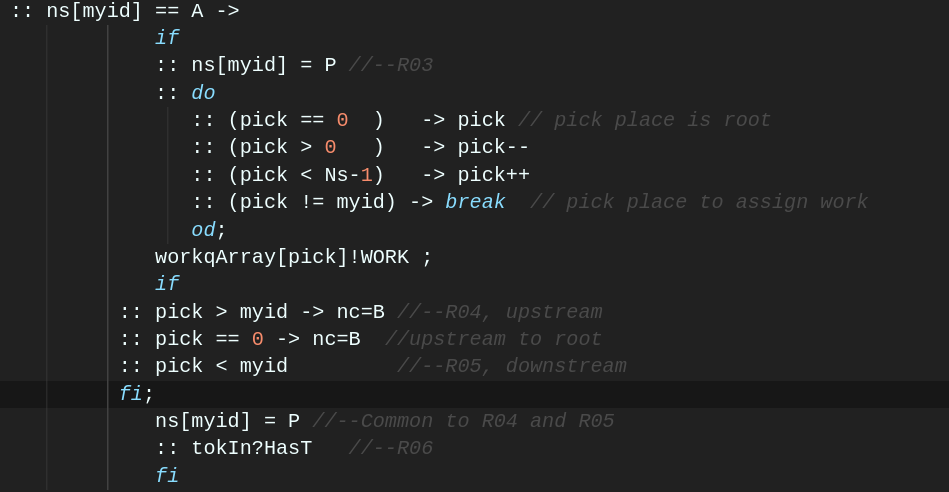 :: ns[myid] == A ->
if
:: ns[myid] = P //--R03
:: do
:: (pick == 0  )   -> pick // pick place is root
:: (pick > 0   )   -> pick--
:: (pick < Ns-1)   -> pick++
:: (pick != myid) -> break  // pick place to assign work
od;
workqArray[pick]!WORK ;
if
:: pick > myid -> nc=B //--R04, upstream
:: pick == 0 -> nc=B  //upstream to root
:: pick < myid         //--R05, downstream
fi;
ns[myid] = P //--Common to R04 and R05
:: tokIn?HasT   //--R06
fi